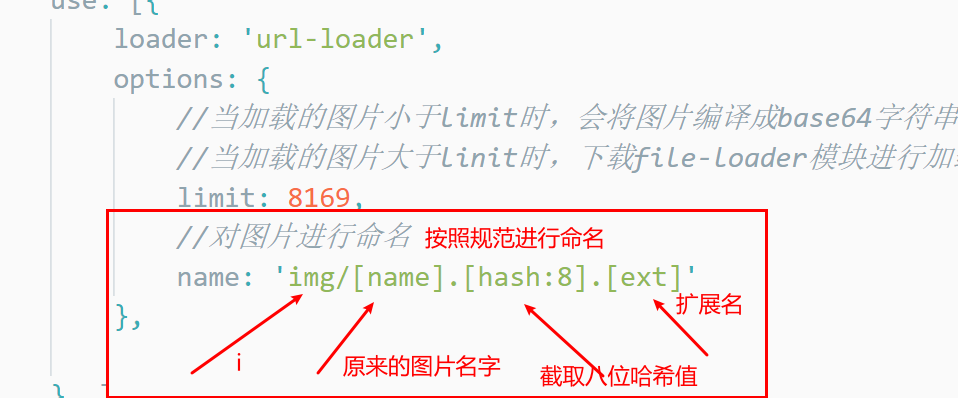 use: [{
loader: 'url-loader',
options: {
//当加载的图片小于limit时，会将图片编译成base64字符串
//当加载的图片大于linit时，下载file-loader模块进行加
limit: 8169,
//对图片进行命名 按照规范进行命名
name: 'img/[name].[hash:8].[ext]'
扩展名
},
i 原来的图片名字 截取八位哈希值
}